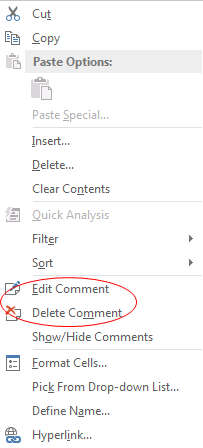 Cut
Copy
Paste Options:
Paste Special...
Insert...
Delete...
Clear Contents
Quick Analysis
Filter
Sort
Edit Comment
Delete Comment
Show/Hide Comments
Format Cells...
Pick From Drop-down List...
Define Name...
Hyperlink...